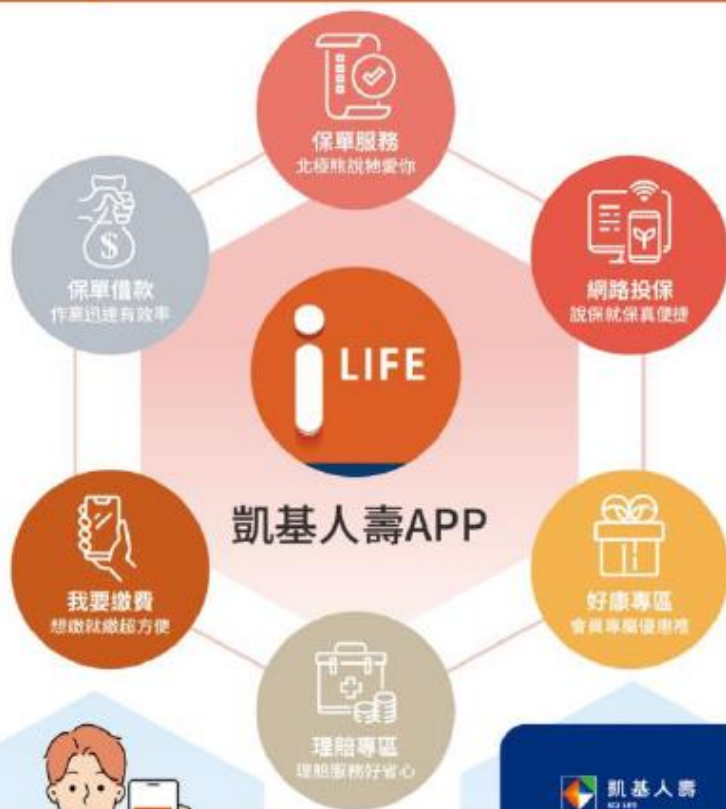 保單服務
北極熊說牠愛你
保單借款
作業迅速有效率
網路投保
說保就保真便捷
i LIFE
凱基人壽APP
我要繳費
想繳就繳超方便
好康專區
會員專屬優惠禮
理賠專區
理賠服務好省心
凱基人壽